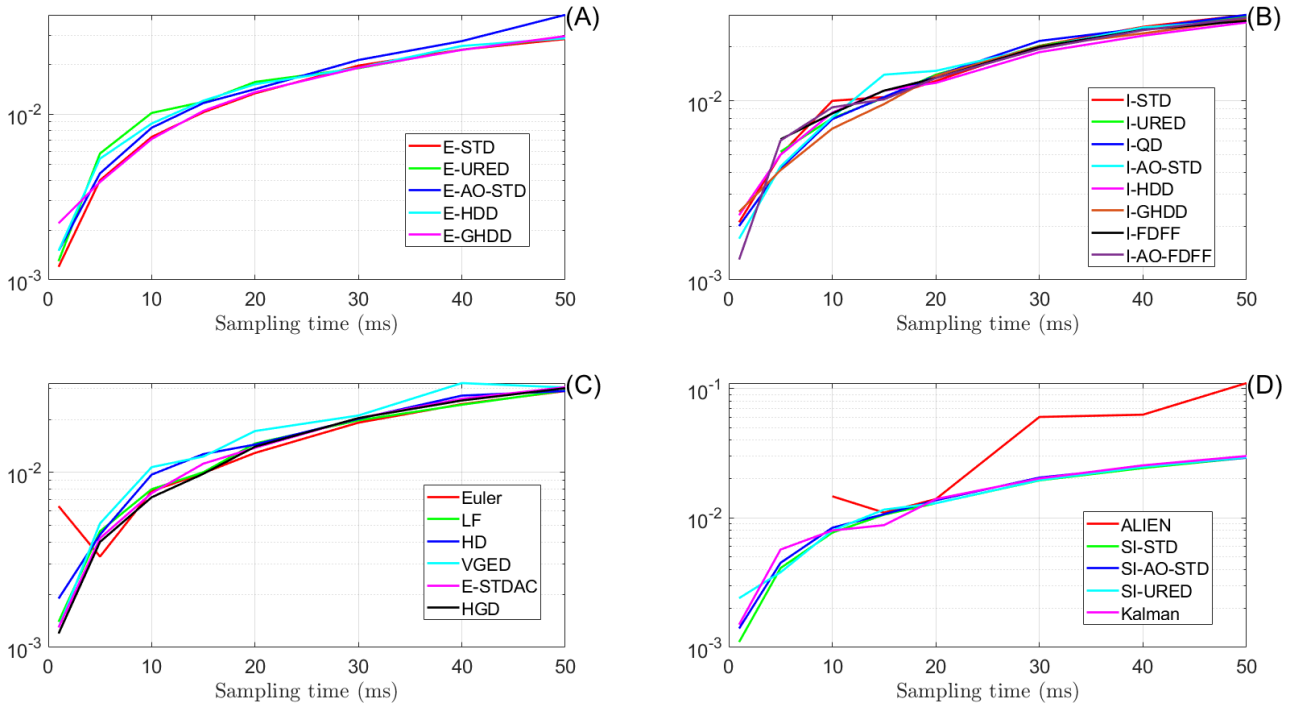 (A)
10^-2
10^-3
E-STD
E-URED
E-AO-STD
E-HDD
E-GHDD
0 10 20 30 40 50
Sampling time (ms)
(B)
10^-2
10^-3
I-STD
I-URED
I-QD
I-AO-STD
I-HDD
I-GHDD
I-FDFF
I-AO-FDFF
0 10 20 30 40 50
Sampling time (ms)
(C)
10^-2
10^-3
Euler
LF
HD
VGED
E-STDAC
HGD
0 10 20 30 40 50
Sampling time (ms)
(D)
10^-1
10^-2
10^-3
ALIEN
SI-STD
SI-AO-STD
SI-URED
Kalman
0 10 20 30 40 50
Sampling time (ms)